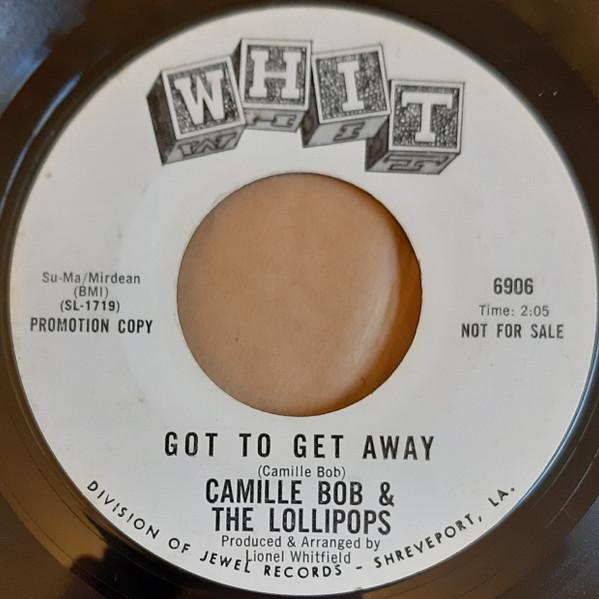 WHIT
Su-Ma/Mirdean
(BMI)
(SL-1719)
PROMOTION COPY
6906
Time: 2:05
NOT FOR SALE
GOT TO GET AWAY
(Camille Bob)
CAMILLE BOB &
THE LOLLIPOPS
Produced & Arranged by
Lionel Whitfield
DIVISION OF JEWEL RECORDS - SHREVEPORT, LA.